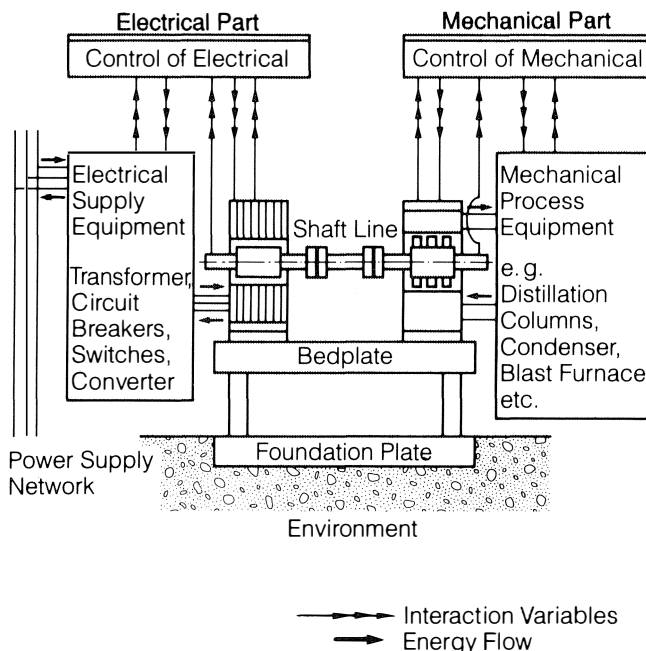 Electrical Part
Mechanical Part
Control of Electrical
Control of Mechanical
Electrical
Supply
Equipment
Transformer,
Circuit
Breakers,
Switches,
Converter
Shaft Line
Mechanical
Process
Equipment
e. g.
Distillation
Columns,
Condenser,
Blast Furnace
etc.
Bedplate
Foundation Plate
Power Supply
Network
Environment
Interaction Variables
Energy Flow